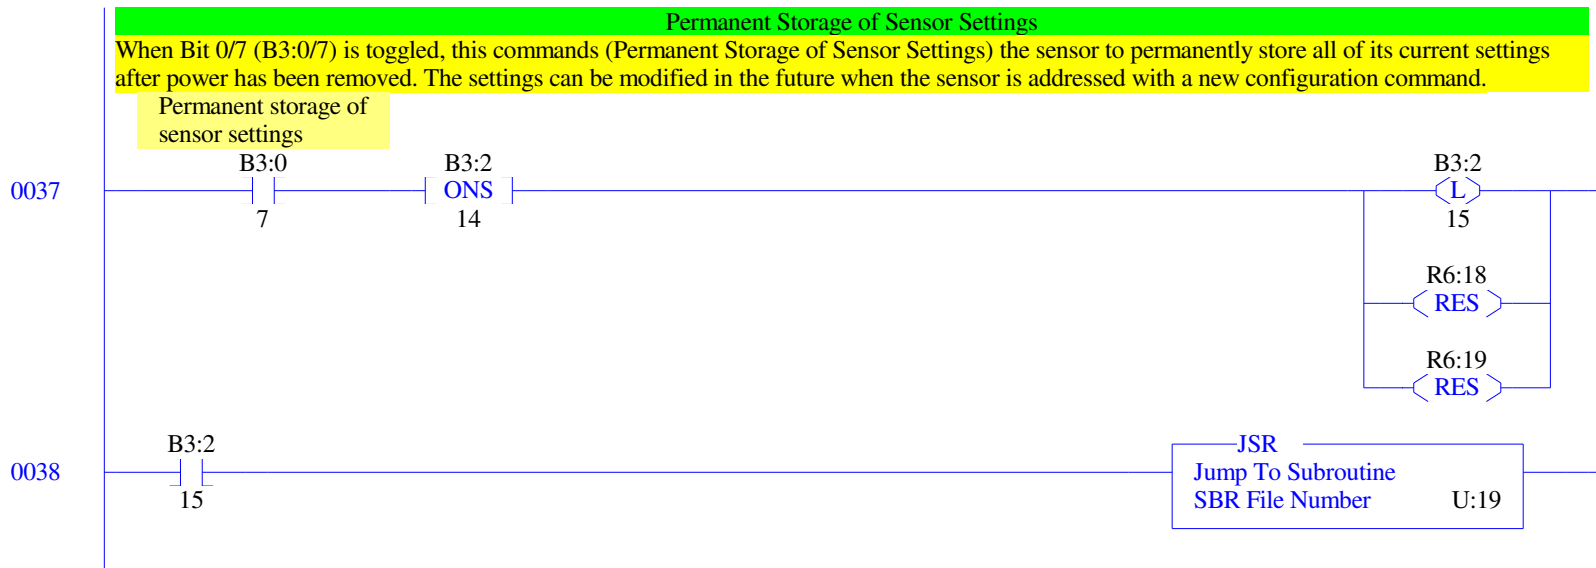 Permanent Storage of Sensor Settings
When Bit 0/7 (B3:0/7) is toggled, this commands (Permanent Storage of Sensor Settings) the sensor to permanently store all of its current settings
after power has been removed. The settings can be modified in the future when the sensor is addressed with a new configuration command.
Permanent storage of
sensor settings
B3:0 B3:2 B3:2
0037 ONS L
7 14 15
R6:18
RES
R6:19
RES
B3:2 JSR
0038 Jump To Subroutine
15 SBR File Number U:19